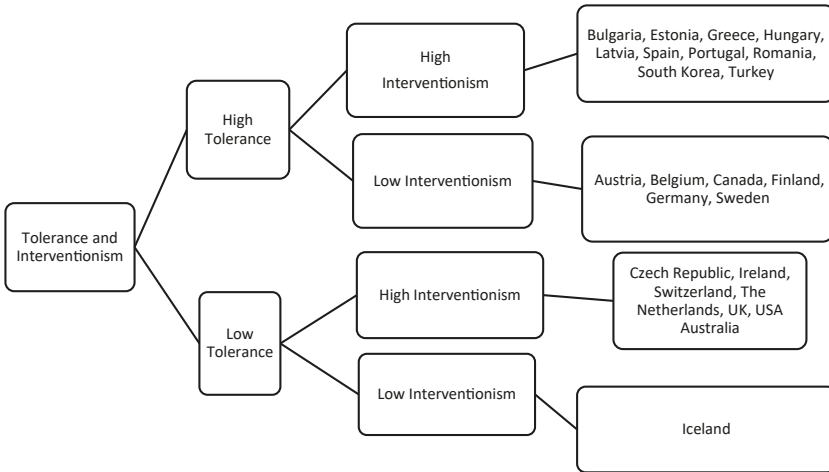 Tolerance and
Interventionism
High
Tolerance
High
Interventionism
Bulgaria, Estonia, Greece, Hungary,
Latvia, Spain, Portugal, Romania,
South Korea, Turkey
Low Interventionism
Austria, Belgium, Canada, Finland,
Germany, Sweden
Low
Tolerance
High Interventionism
Czech Republic, Ireland,
Switzerland, The
Netherlands, UK, USA
Australia
Low Interventionism
Iceland